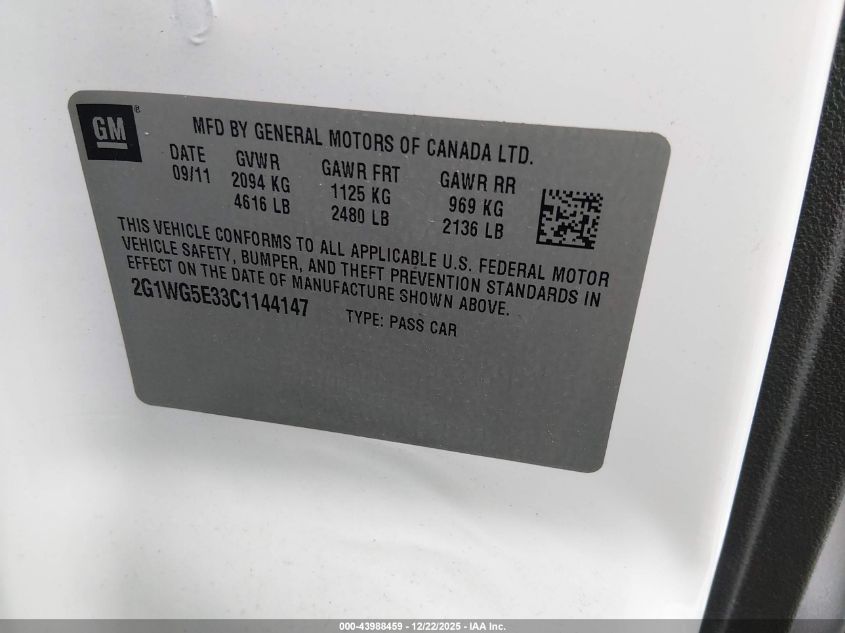 GM®
MFD BY GENERAL MOTORS OF CANADA LTD.
DATE GVWR GAWR FRT GAWR RR
09/11 2094 KG 1125 KG 969 KG
4616 LB 2480 LB 2136 LB
THIS VEHICLE CONFORMS TO ALL APPLICABLE U.S. FEDERAL MOTOR
VEHICLE SAFETY, BUMPER, AND THEFT PREVENTION STANDARDS IN
EFFECT ON THE DATE OF MANUFACTURE SHOWN ABOVE.
2G1WG5E33C1144147 TYPE: PASS CAR
000-43988459 - 12/22/2025 - IAA Inc.